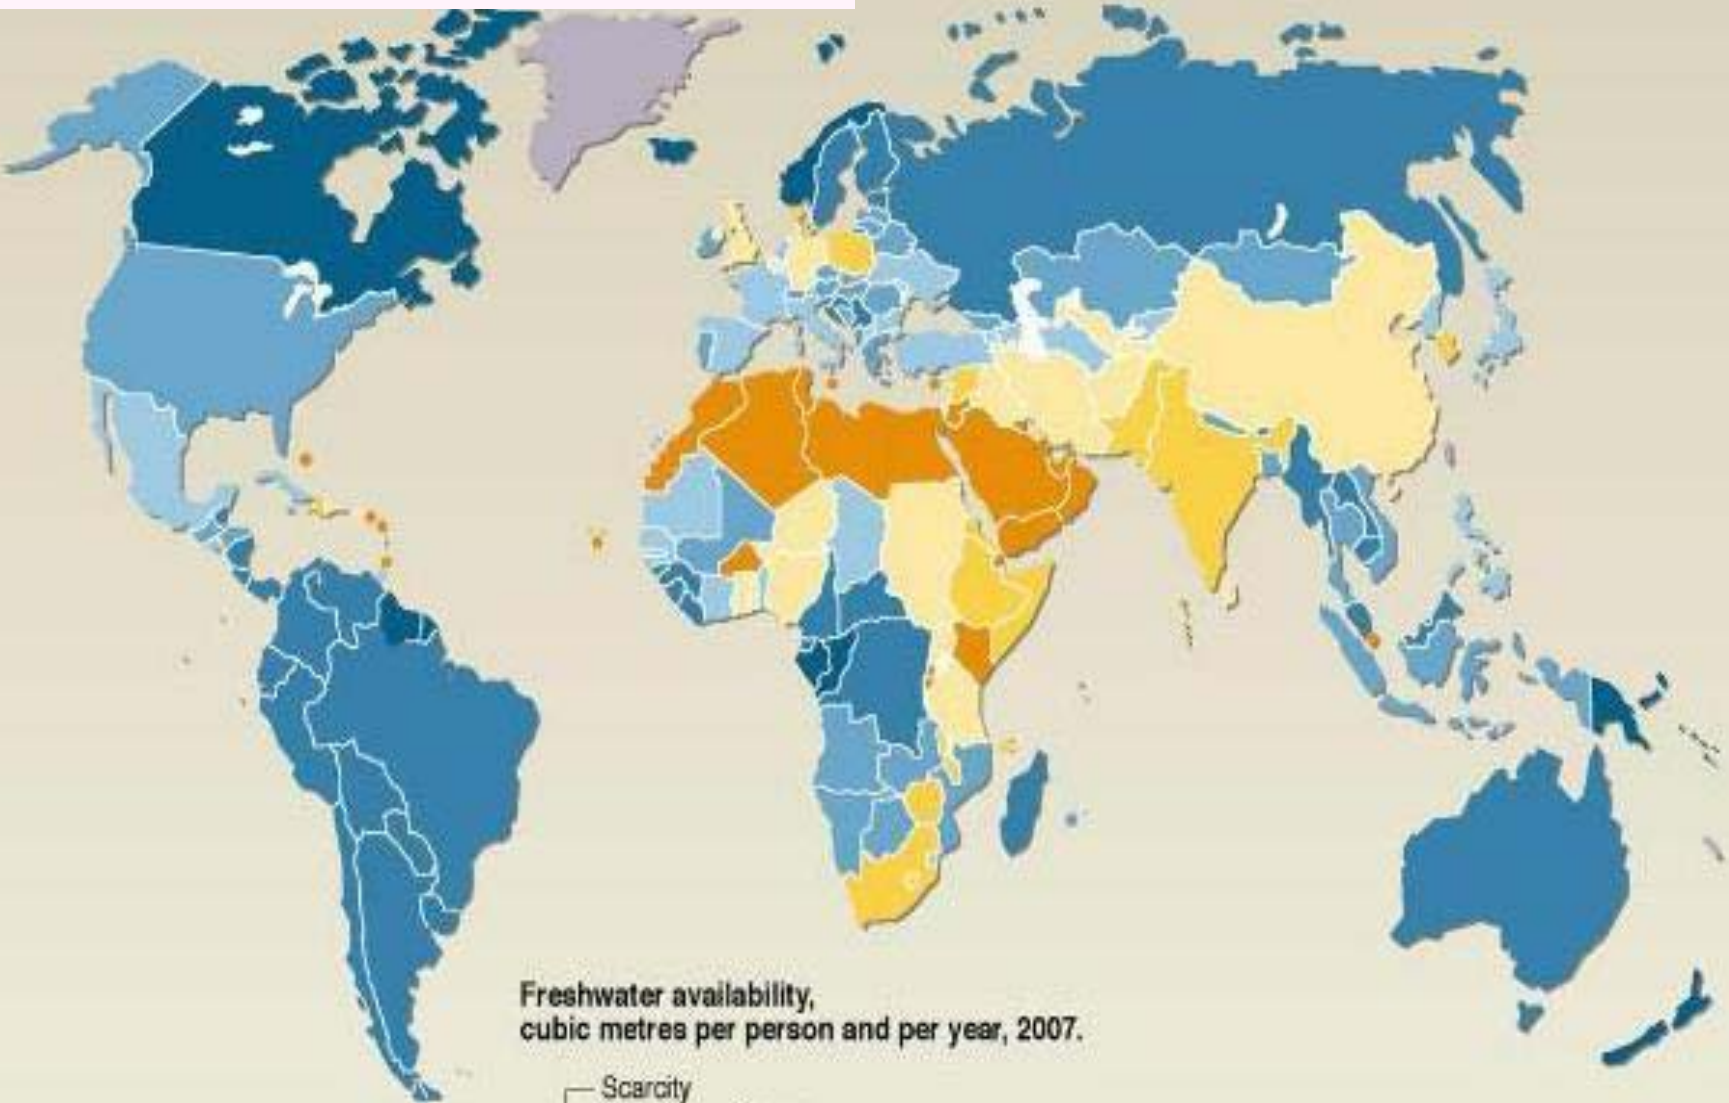 Freshwater availability,
cubic metres per person and per year, 2007.
Scarcity